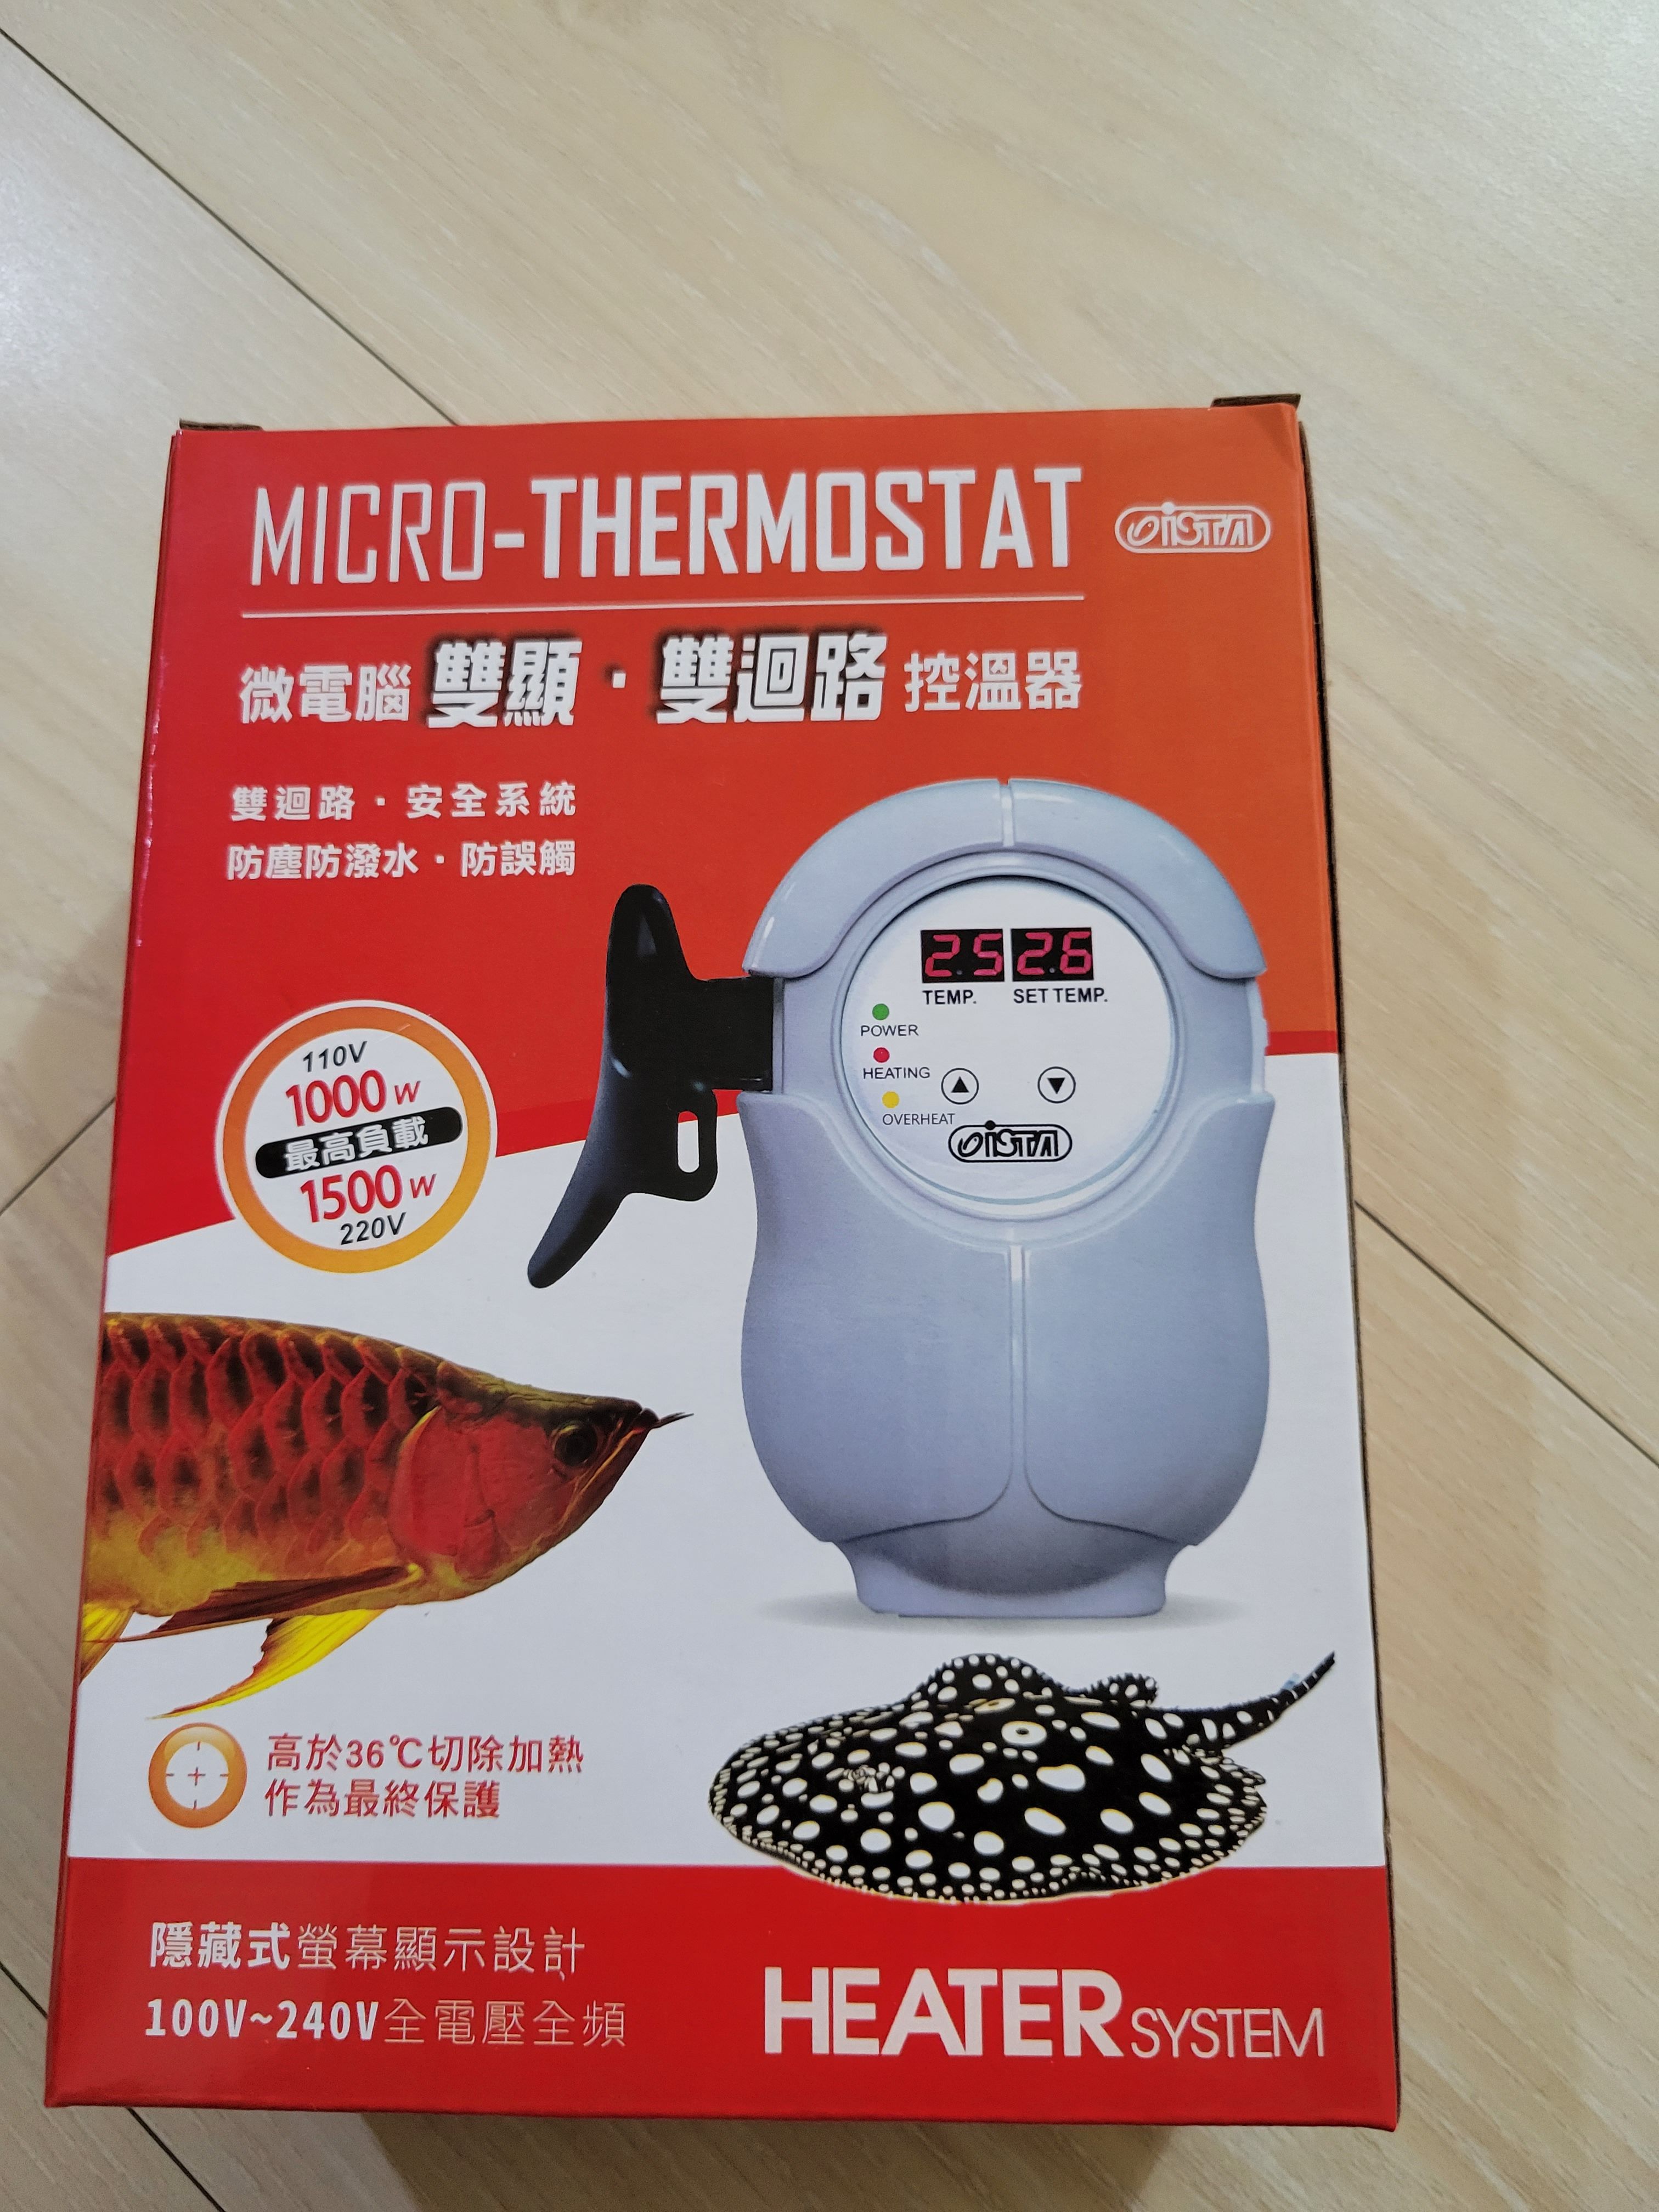 MICRO-THERMOSTAT
iSTA
微電腦 雙顯・雙迴路 控溫器
雙迴路・安全系統
防塵防潑水・防誤觸
25 26
TEMP. SET TEMP.
POWER
HEATING
OVERHEAT
iSTA
110V
1000W
最高負載
1500W
220V
高於36℃切除加熱
作為最終保護
隱藏式螢幕顯示設計
100V~240V全電壓全頻
HEATER SYSTEM